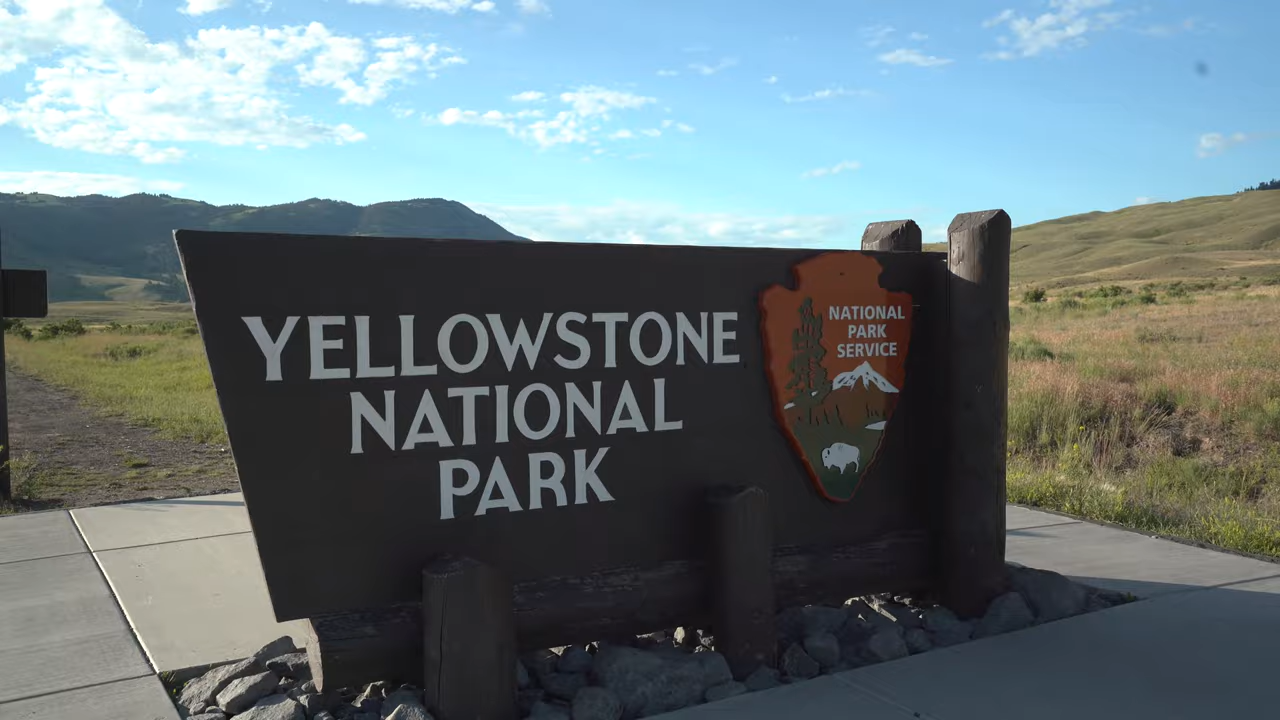 YELLOWSTONE
NATIONAL
PARK
NATIONAL
PARK
SERVICE